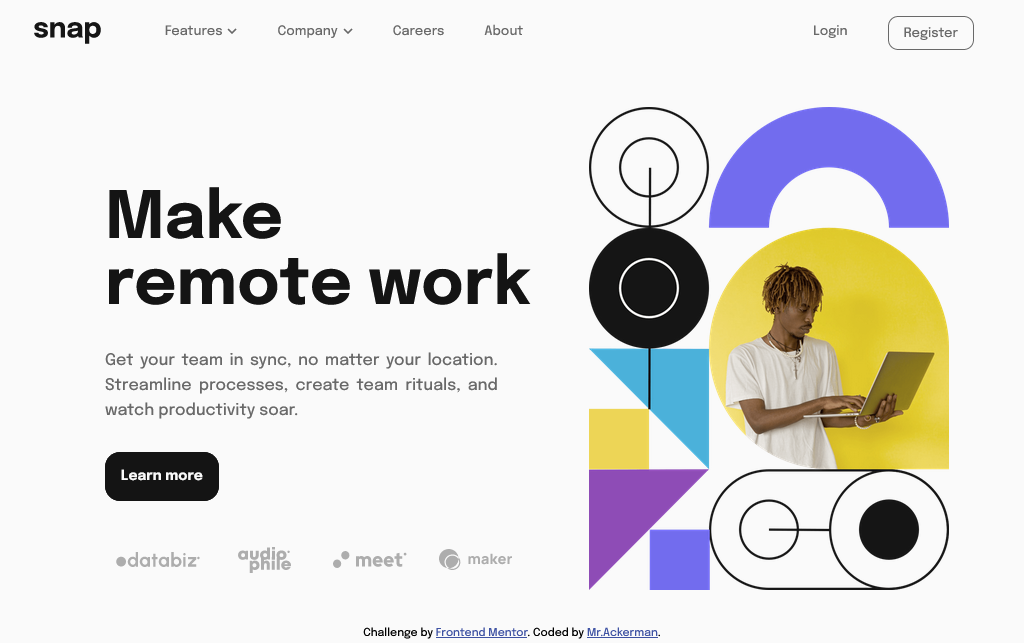 snap
Features
Company
Careers
About
Login
Register
Make
remote work
Get your team in sync, no matter your location.
Streamline processes, create team rituals, and
watch productivity soar.
Learn more
databiz
audio
phile
meet
maker
Challenge by Frontend Mentor. Coded by Mr.Ackerman.